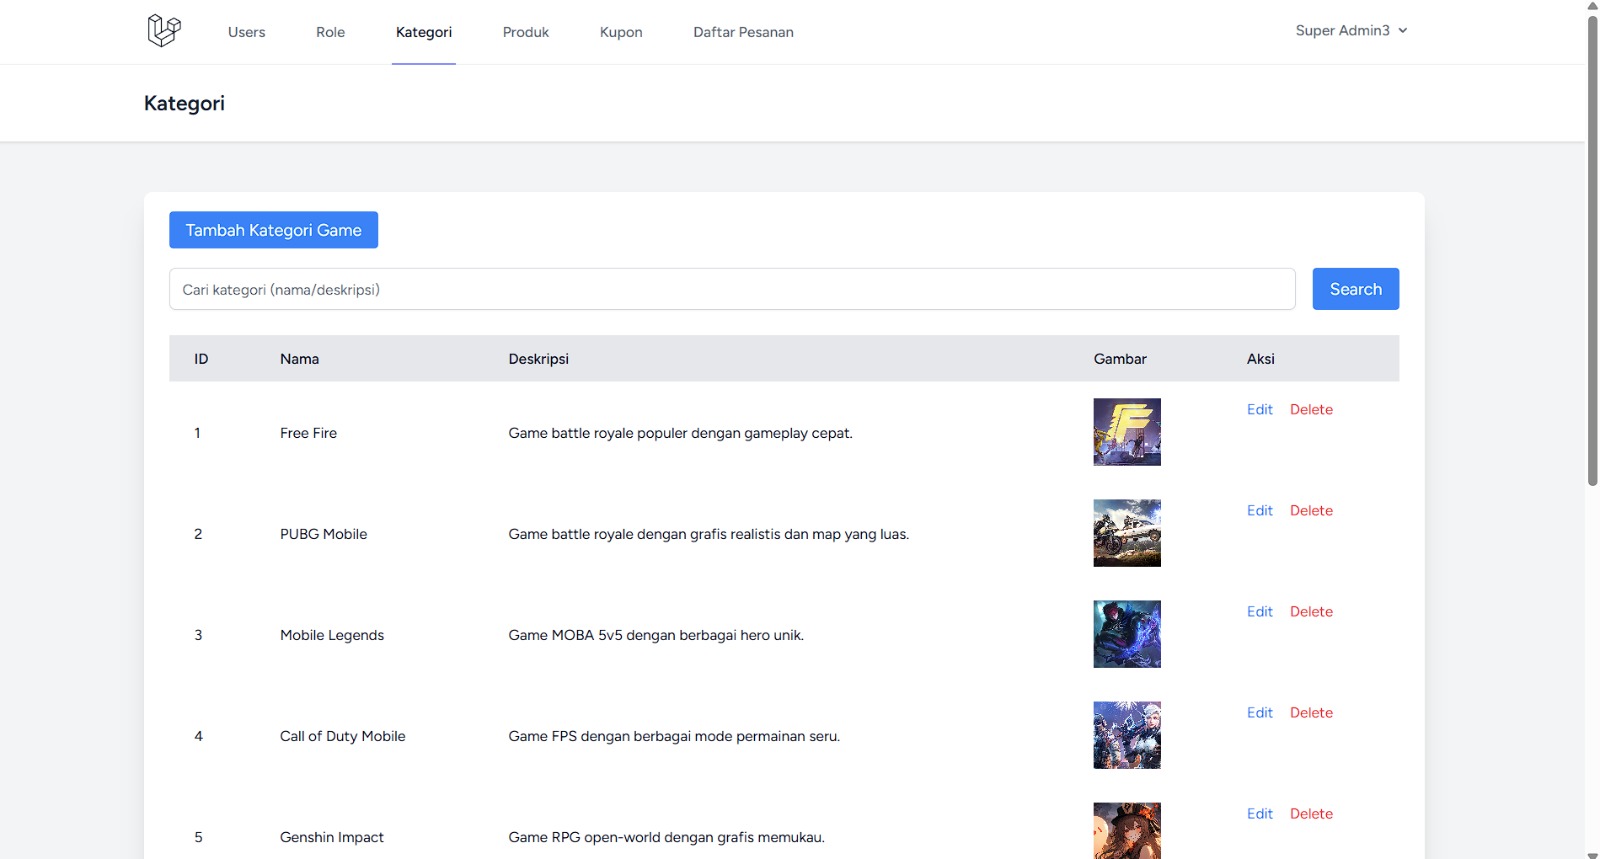 Users Role Kategori Produk Kupon Daftar Pesanan Super Admin3
Kategori
Tambah Kategori Game
Cari kategori (nama/deskripsi) Search
ID Nama Deskripsi Gambar Aksi
1 Free Fire Game battle royale populer dengan gameplay cepat. Edit Delete
2 PUBG Mobile Game battle royale dengan grafis realistis dan map yang luas. Edit Delete
3 Mobile Legends Game MOBA 5v5 dengan berbagai hero unik. Edit Delete
4 Call of Duty Mobile Game FPS dengan berbagai mode permainan seru. Edit Delete
5 Genshin Impact Game RPG open-world dengan grafis memukau. Edit Delete